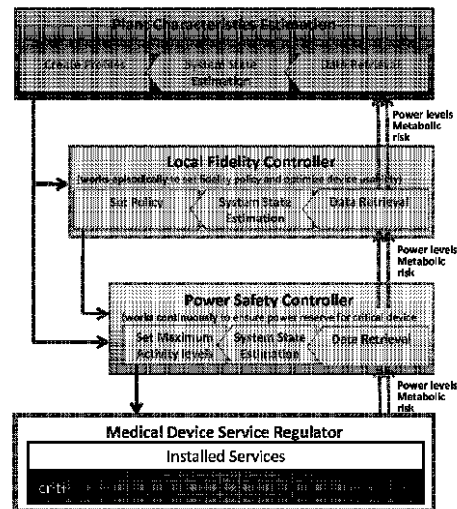 Plant Characteristics Estimation
Create Profiles
System State
Estimation
Data Retrieval
Power levels
Metabolic
risk
Local Fidelity Controller
(works episodically to set fidelity policy and optimize device usability)
Set Policy
System State
Estimation
Data Retrieval
Power levels
Metabolic
risk
Power Safety Controller
(works continuously to ensure power reserve for critical device
Set Maximum
Activity levels
System State
Estimation
Data Retrieval
Power levels
Metabolic
risk
Medical Device Service Regulator
Installed Services
criti